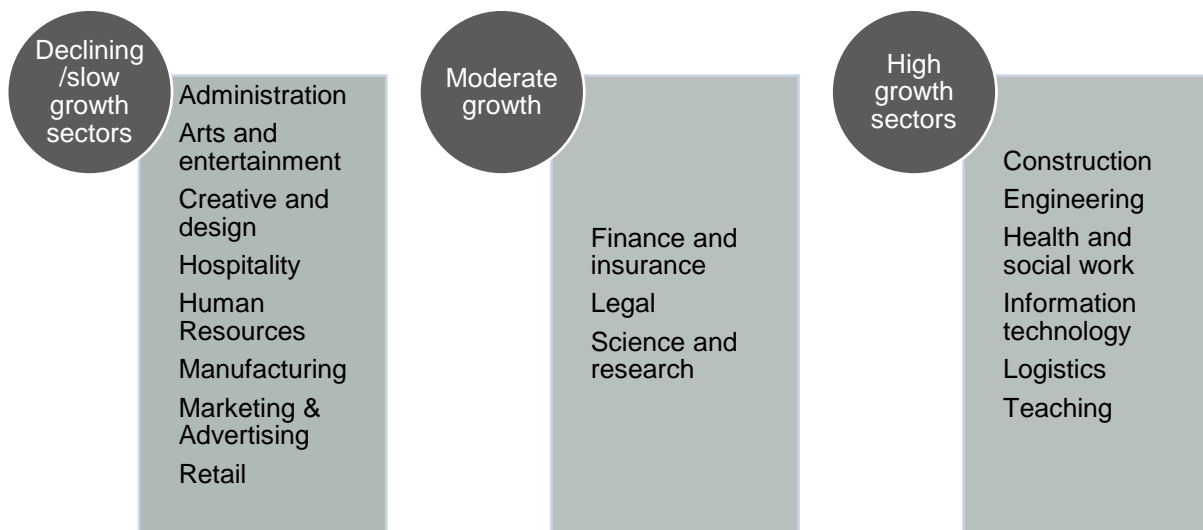 Declining
/slow
growth
sectors
Administration
Arts and
entertainment
Creative and
design
Hospitality
Human
Resources
Manufacturing
Marketing &
Advertising
Retail
Moderate
growth
Finance and
insurance
Legal
Science and
research
High
growth
sectors
Construction
Engineering
Health and
social work
Information
technology
Logistics
Teaching